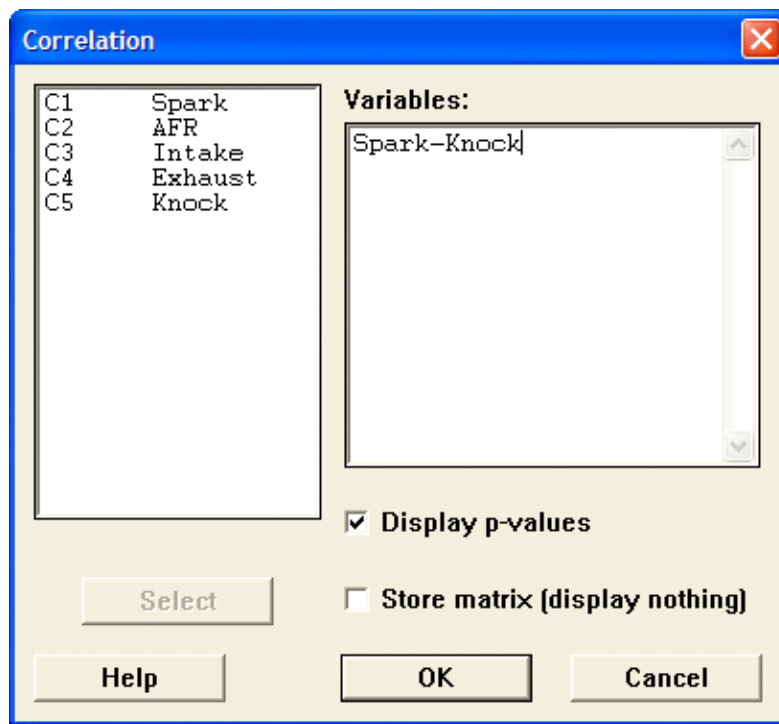 Correlation
C1 Spark
C2 AFR
C3 Intake
C4 Exhaust
C5 Knock
Variables:
Spark-Knock
Display p-values
Select
Store matrix (display nothing)
Help
OK
Cancel